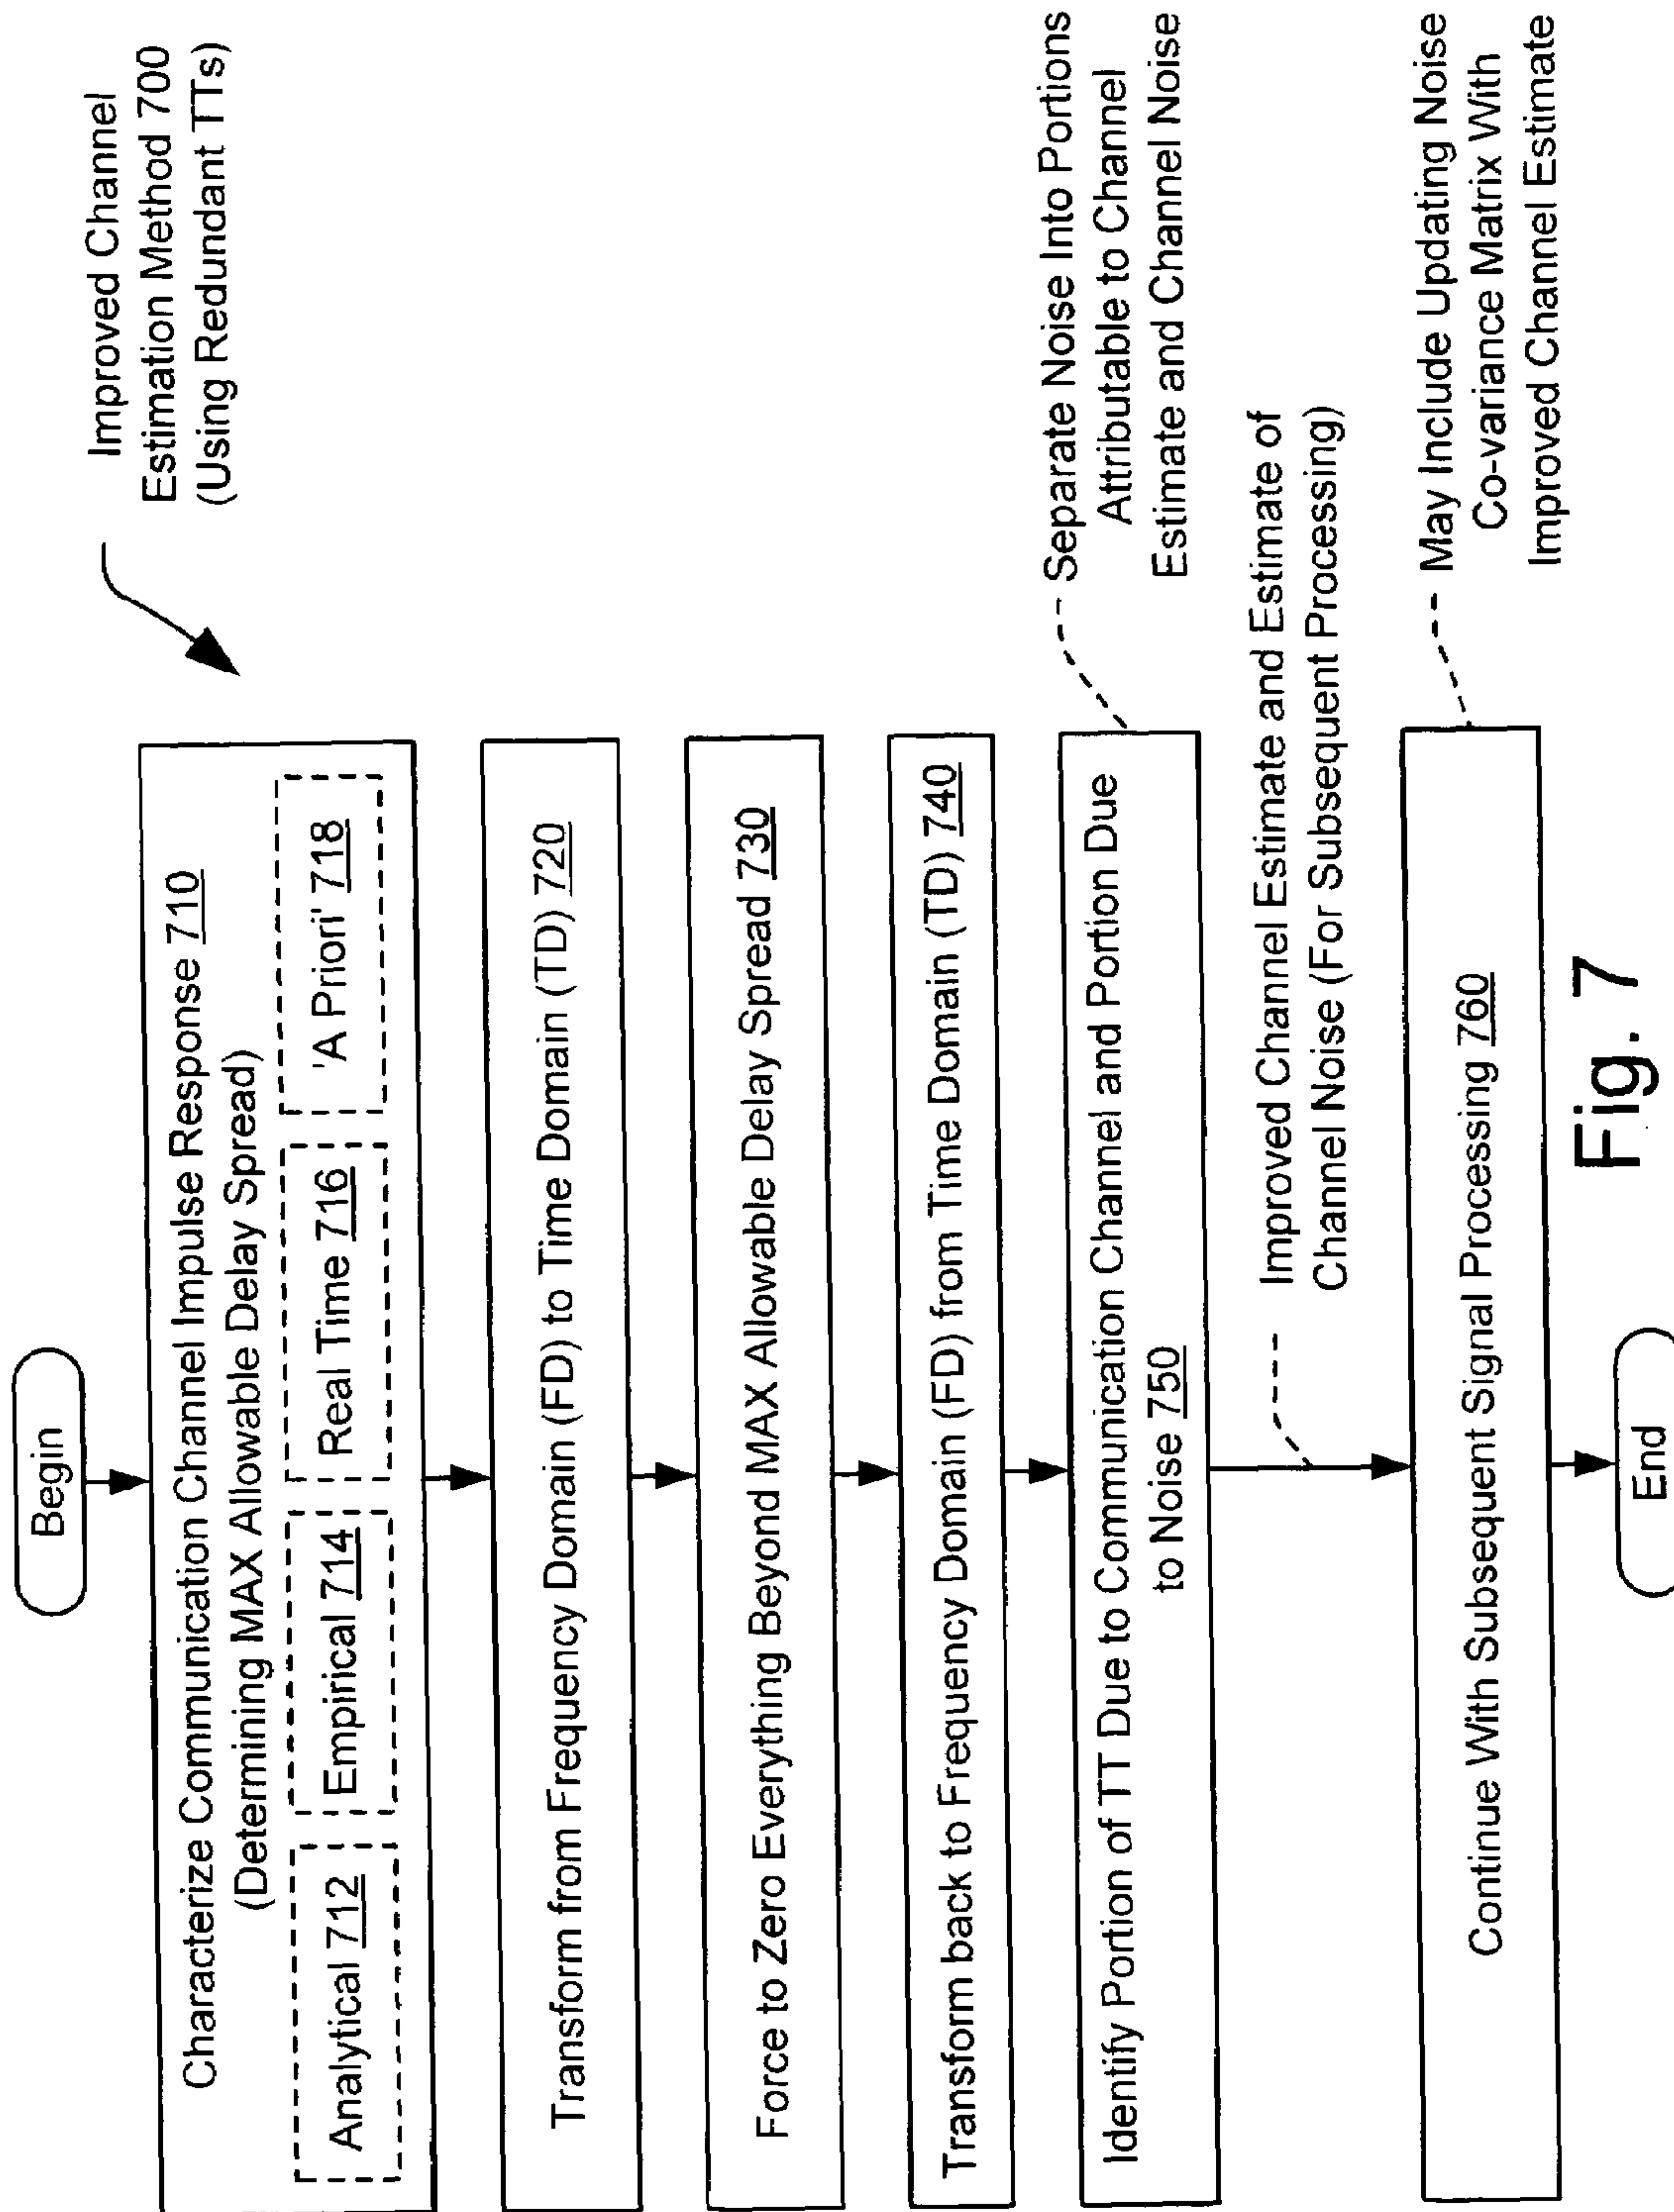 Improved Channel
Estimation Method 700
(Using Redundant TTs)
Begin
Characterize Communication Channel Impulse Response 710
(Determining MAX Allowable Delay Spread)
Analytical 712
Empirical 714
Real Time 716
'A Priori' 718
Transform from Frequency Domain (FD) to Time Domain (TD) 720
Force to Zero Everything Beyond MAX Allowable Delay Spread 730
Transform back to Frequency Domain (FD) from Time Domain (TD) 740
Identify Portion of TT Due to Communication Channel and Portion Due
to Noise 750
Separate Noise Into Portions
Attributable to Channel
Estimate and Channel Noise
Improved Channel Estimate and Estimate of
Channel Noise (For Subsequent Processing)
Continue With Subsequent Signal Processing 760
May Include Updating Noise
Co-variance Matrix With
Improved Channel Estimate
End
Fig. 7